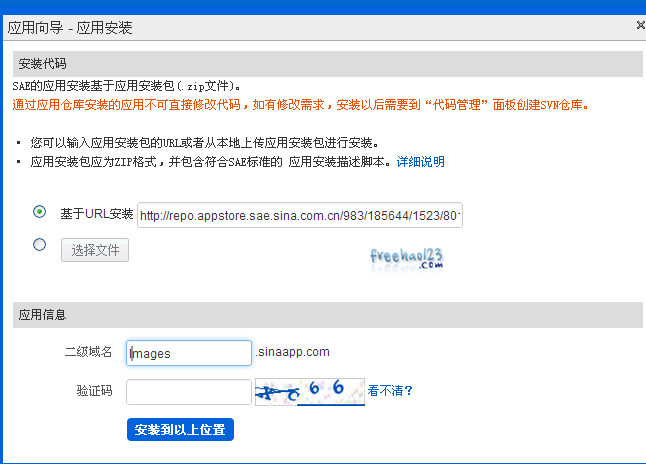 应用向导 - 应用安装
安装代码
SAE的应用安装基于应用安装包(.zip文件)。
通过应用仓库安装的应用不可直接修改代码，如有修改需求，安装以后需要到“代码管理”面板创建SVN仓库。
• 您可以输入应用安装包的URL或者从本地上传应用安装包进行安装。
• 应用安装包应为ZIP格式，并包含符合SAE标准的 应用安装描述脚本。详细说明
基于URL安装 http://repo.appstore.sae.sina.com.cn/983/185644/1523/80
选择文件
freehao123
.com
应用信息
二级域名 Images .sinaapp.com
验证码 66 看不清？
安装到以上位置